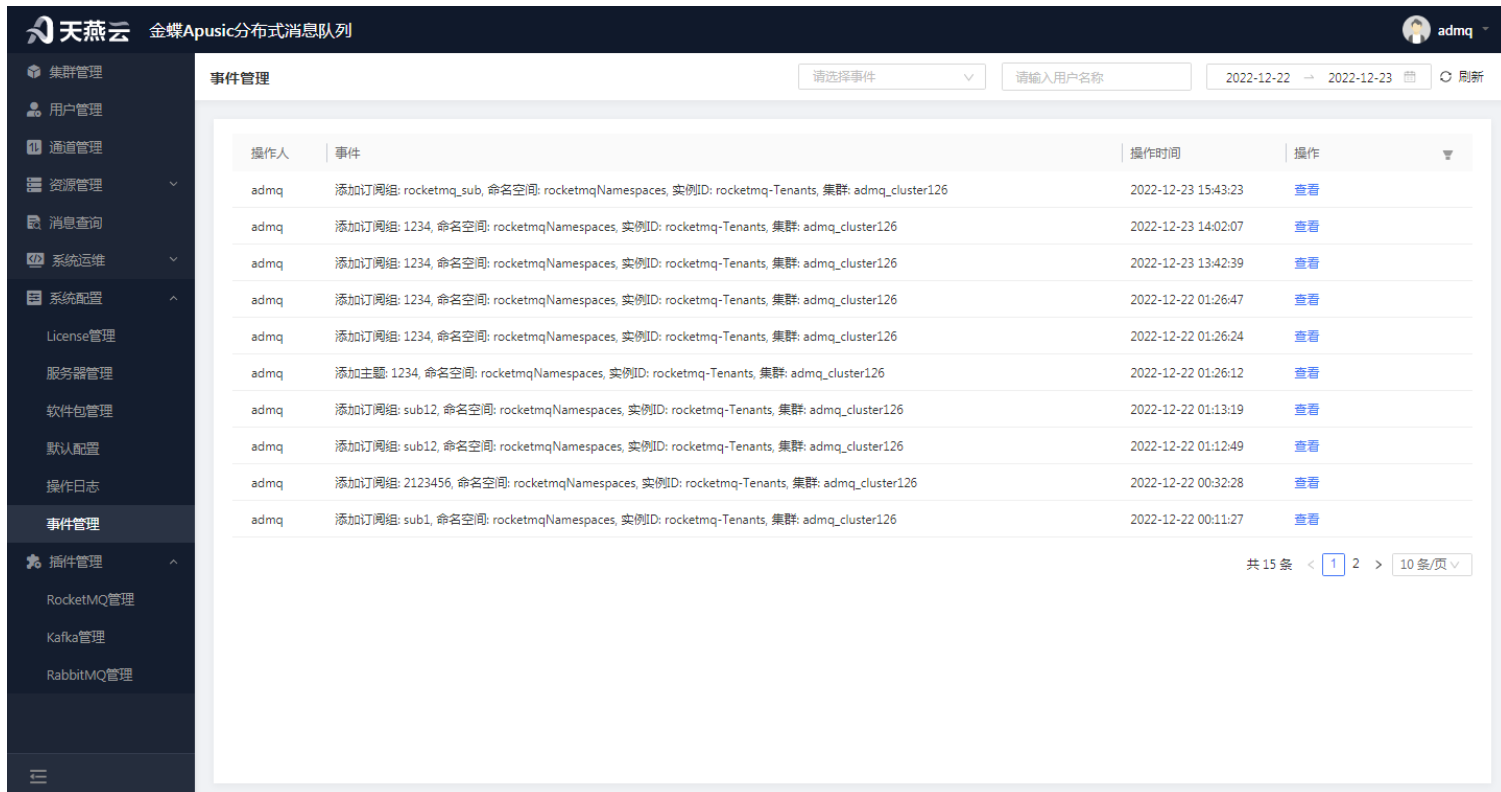 天燕云 金蝶Apusic分布式消息队列 admq
集群管理
用户管理
通道管理
资源管理
消息查询
系统运维
系统配置
License管理
服务器管理
软件包管理
默认配置
操作日志
事件管理
插件管理
RocketMQ管理
Kafka管理
RabbitMQ管理
事件管理 请选择事件 请输入用户名称 2022-12-22 → 2022-12-23 刷新
操作人 事件 操作时间 操作
admq 添加订阅组: rocketmq_sub, 命名空间: rocketmqNamespaces, 实例ID: rocketmq-Tenants, 集群: admq_cluster126 2022-12-23 15:43:23 查看
admq 添加订阅组: 1234, 命名空间: rocketmqNamespaces, 实例ID: rocketmq-Tenants, 集群: admq_cluster126 2022-12-23 14:02:07 查看
admq 添加订阅组: 1234, 命名空间: rocketmqNamespaces, 实例ID: rocketmq-Tenants, 集群: admq_cluster126 2022-12-23 13:42:39 查看
admq 添加订阅组: 1234, 命名空间: rocketmqNamespaces, 实例ID: rocketmq-Tenants, 集群: admq_cluster126 2022-12-22 01:26:47 查看
admq 添加订阅组: 1234, 命名空间: rocketmqNamespaces, 实例ID: rocketmq-Tenants, 集群: admq_cluster126 2022-12-22 01:26:24 查看
admq 添加主题: 1234, 命名空间: rocketmqNamespaces, 实例ID: rocketmq-Tenants, 集群: admq_cluster126 2022-12-22 01:26:12 查看
admq 添加订阅组: sub12, 命名空间: rocketmqNamespaces, 实例ID: rocketmq-Tenants, 集群: admq_cluster126 2022-12-22 01:13:19 查看
admq 添加订阅组: sub12, 命名空间: rocketmqNamespaces, 实例ID: rocketmq-Tenants, 集群: admq_cluster126 2022-12-22 01:12:49 查看
admq 添加订阅组: 2123456, 命名空间: rocketmqNamespaces, 实例ID: rocketmq-Tenants, 集群: admq_cluster126 2022-12-22 00:32:28 查看
admq 添加订阅组: sub1, 命名空间: rocketmqNamespaces, 实例ID: rocketmq-Tenants, 集群: admq_cluster126 2022-12-22 00:11:27 查看
共 15 条 < 1 2 > 10 条/页